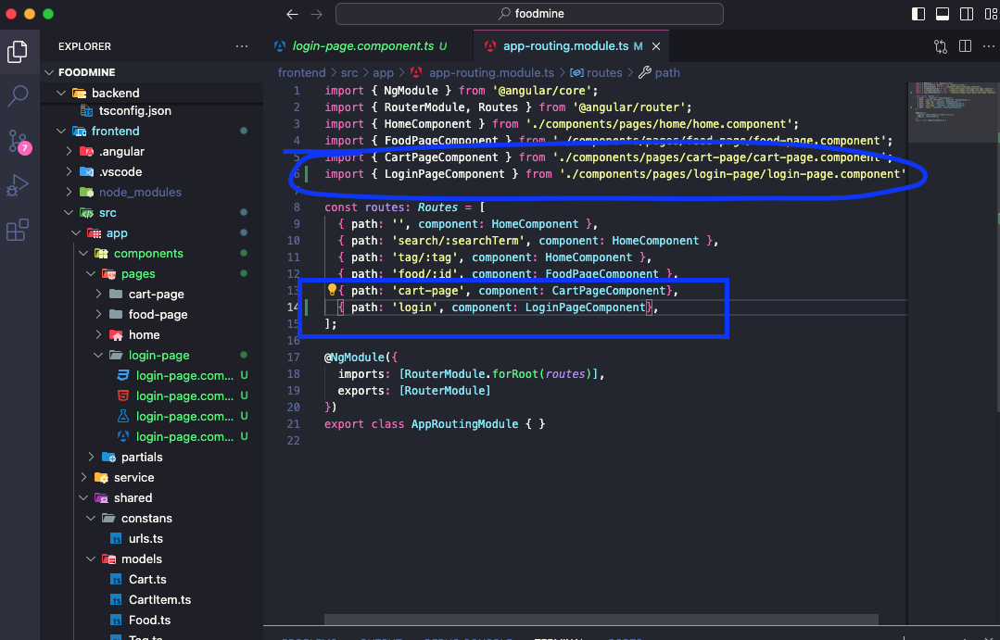 foodmine
EXPLORER
login-page.component.ts U
app-routing.module.ts M
FOODMINE
frontend > src > app > app-routing.module.ts > routes > path
backend
tsconfig.json
frontend
.angular
.vscode
7
node_modules
src
app
components
pages
cart-page
food-page
home
login-page
login-page.com... U
login-page.com... U
login-page.com... U
login-page.com... U
partials
service
shared
constans
urls.ts
models
Cart.ts
CartItem.ts
Food.ts
Tag.ts
1 import { NgModule } from '@angular/core';
2 import { RouterModule, Routes } from '@angular/router';
3 import { HomeComponent } from './components/pages/home/home.component';
4 import { FoodPageComponent } from './components/pages/food-page/food-page.component';
5 import { CartPageComponent } from './components/pages/cart-page/cart-page.component';
6 import { LoginPageComponent } from './components/pages/login-page/login-page.component'
7
8 const routes: Routes = [
9 { path: '', component: HomeComponent },
10 { path: 'search/:searchTerm', component: HomeComponent },
11 { path: 'tag/:tag', component: HomeComponent },
12 { path: 'food/:id', component: FoodPageComponent },
13 { path: 'cart-page', component: CartPageComponent},
14 { path: 'login', component: LoginPageComponent},
15 ];
16
17 @NgModule({
18 imports: [RouterModule.forRoot(routes)],
19 exports: [RouterModule]
20 })
21 export class AppRoutingModule { }
22